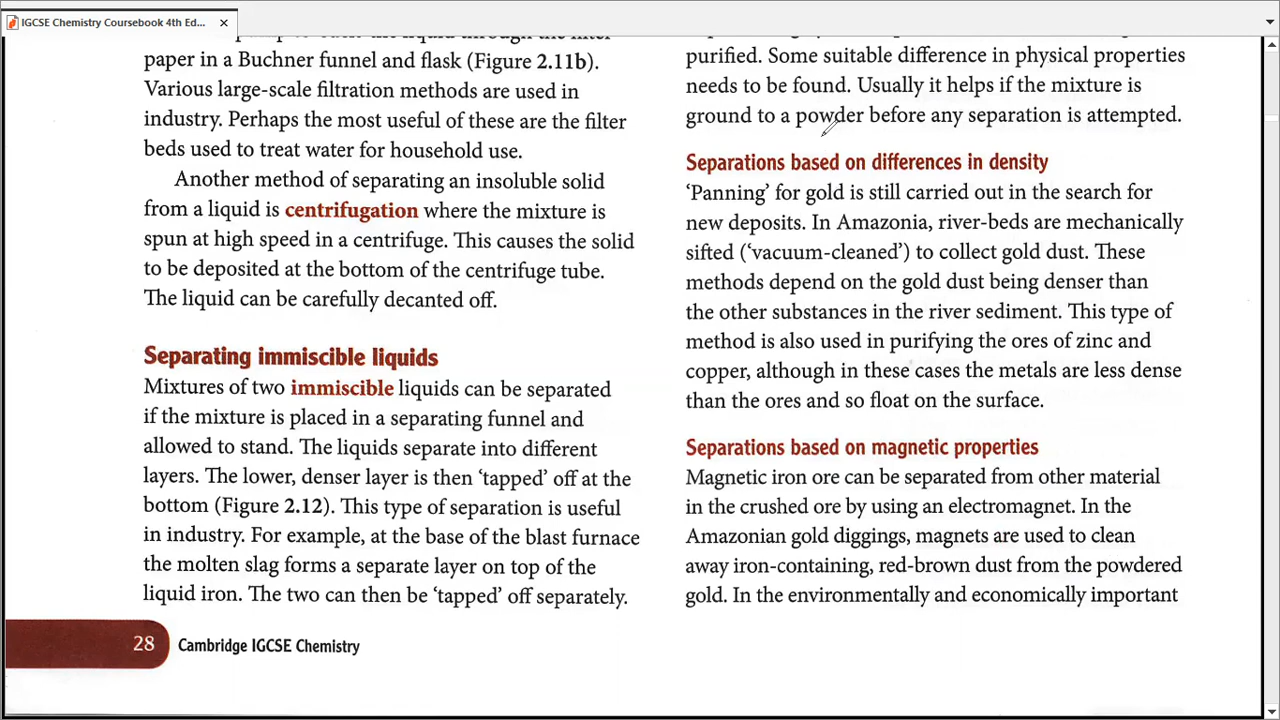 IGCSE Chemistry Coursebook 4th Ed...
paper in a Buchner funnel and flask (Figure 2.11b).
Various large-scale filtration methods are used in
industry. Perhaps the most useful of these are the filter
beds used to treat water for household use.
Another method of separating an insoluble solid
from a liquid is centrifugation where the mixture is
spun at high speed in a centrifuge. This causes the solid
to be deposited at the bottom of the centrifuge tube.
The liquid can be carefully decanted off.
Separating immiscible liquids
Mixtures of two immiscible liquids can be separated
if the mixture is placed in a separating funnel and
allowed to stand. The liquids separate into different
layers. The lower, denser layer is then ‘tapped’ off at the
bottom (Figure 2.12). This type of separation is useful
in industry. For example, at the base of the blast furnace
the molten slag forms a separate layer on top of the
liquid iron. The two can then be ‘tapped’ off separately.
purified. Some suitable difference in physical properties
needs to be found. Usually it helps if the mixture is
ground to a powder before any separation is attempted.
Separations based on differences in density
‘Panning’ for gold is still carried out in the search for
new deposits. In Amazonia, river-beds are mechanically
sifted (‘vacuum-cleaned’) to collect gold dust. These
methods depend on the gold dust being denser than
the other substances in the river sediment. This type of
method is also used in purifying the ores of zinc and
copper, although in these cases the metals are less dense
than the ores and so float on the surface.
Separations based on magnetic properties
Magnetic iron ore can be separated from other material
in the crushed ore by using an electromagnet. In the
Amazonian gold diggings, magnets are used to clean
away iron-containing, red-brown dust from the powdered
gold. In the environmentally and economically important
28 Cambridge IGCSE Chemistry